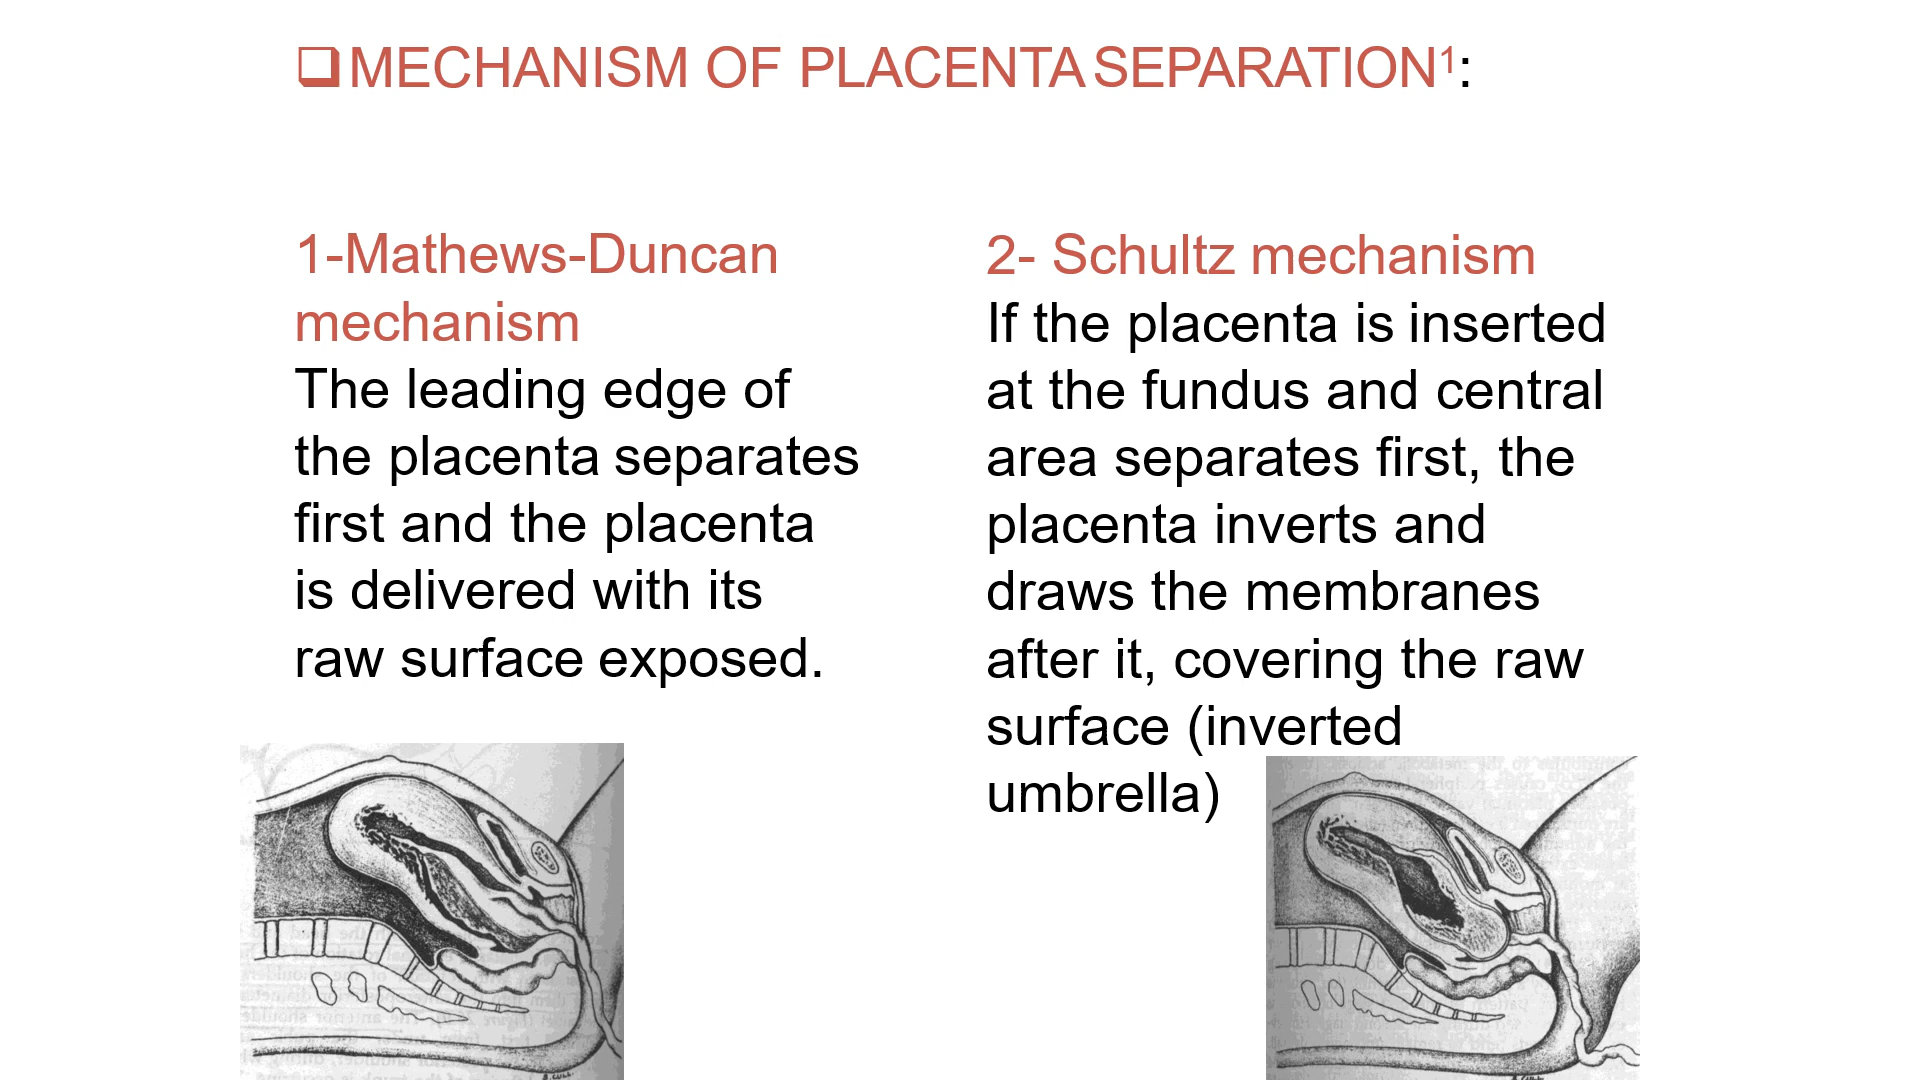 ❑MECHANISM OF PLACENTA SEPARATION¹:
1-Mathews-Duncan
mechanism
The leading edge of
the placenta separates
first and the placenta
is delivered with its
raw surface exposed.
2- Schultz mechanism
If the placenta is inserted
at the fundus and central
area separates first, the
placenta inverts and
draws the membranes
after it, covering the raw
surface (inverted
umbrella)